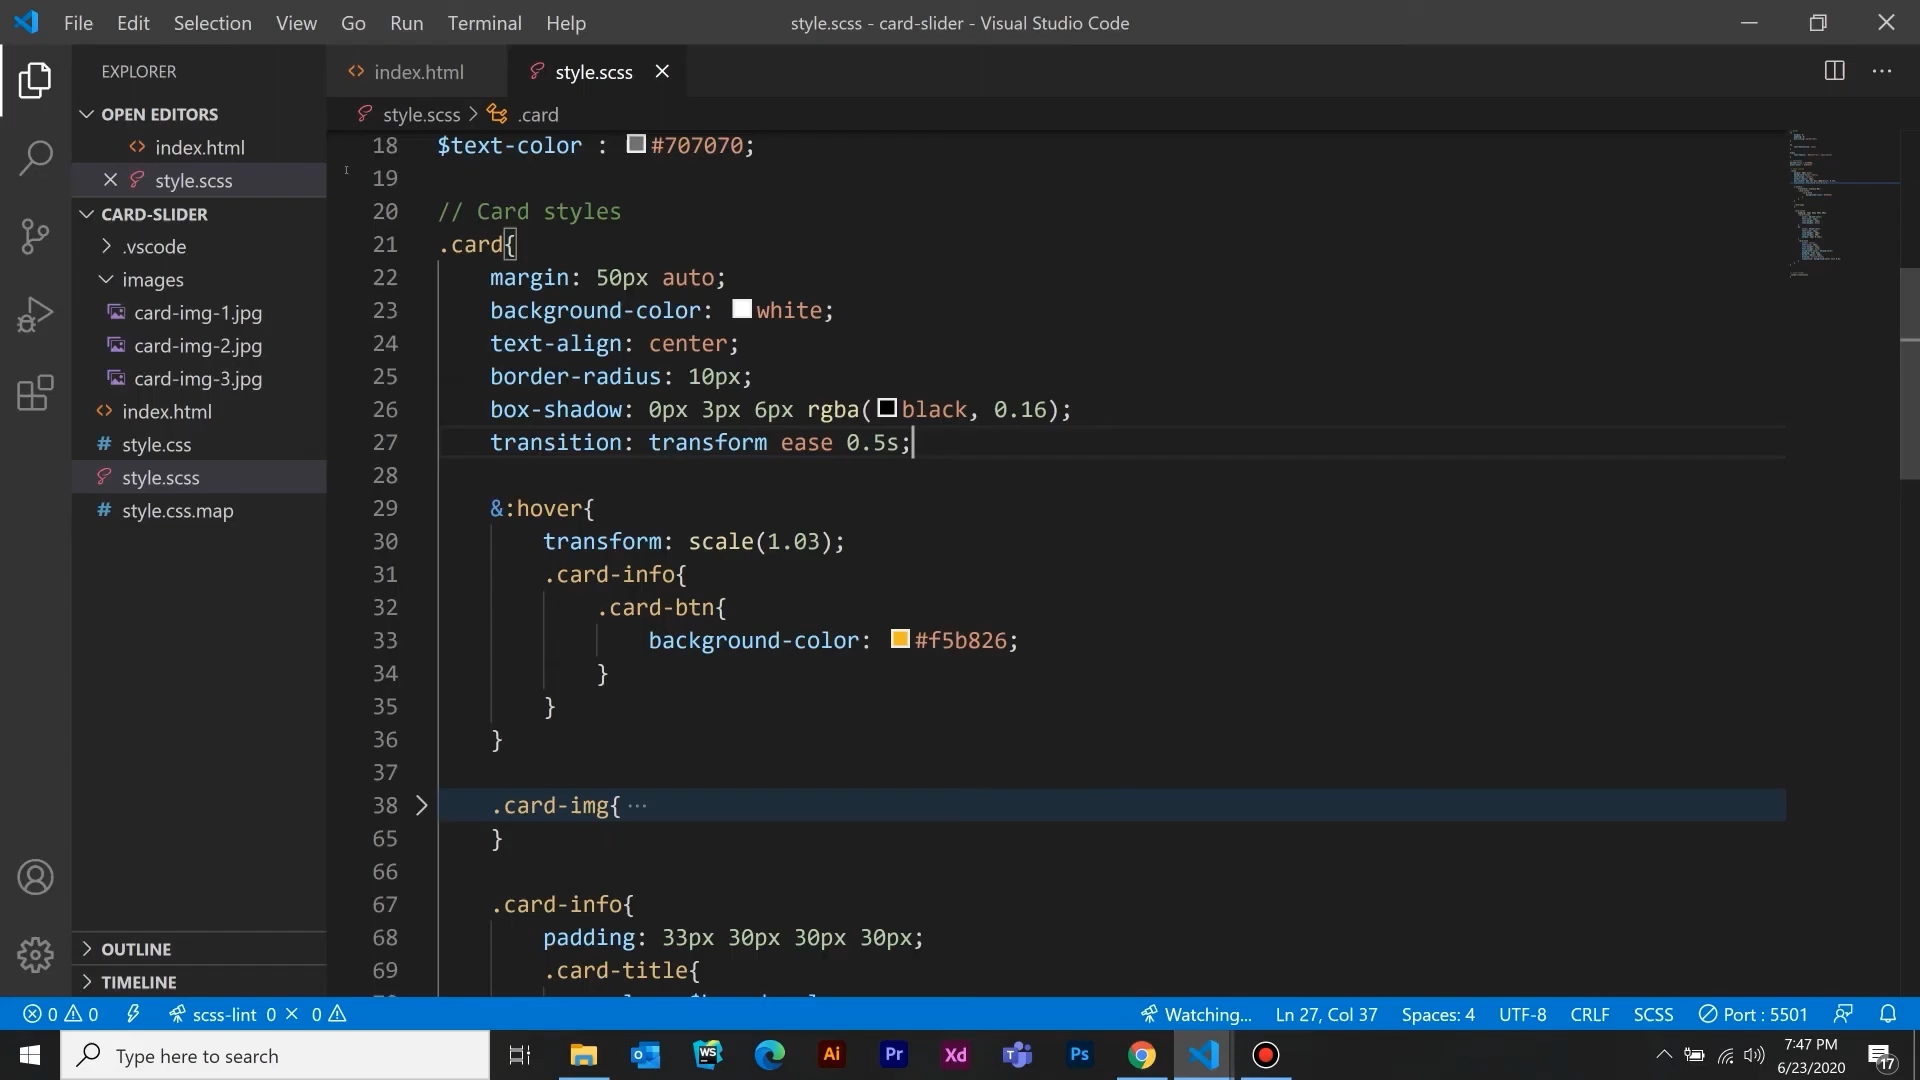 File Edit Selection View Go Run Terminal Help
style.scss - card-slider - Visual Studio Code
EXPLORER
index.html
style.scss
OPEN EDITORS
index.html
style.scss
CARD-SLIDER
.vscode
images
card-img-1.jpg
card-img-2.jpg
card-img-3.jpg
index.html
style.css
style.scss
style.css.map
OUTLINE
TIMELINE
style.scss > .card
18 $text-color : #707070;
19
20 // Card styles
21 .card{
22 margin: 50px auto;
23 background-color: white;
24 text-align: center;
25 border-radius: 10px;
26 box-shadow: 0px 3px 6px rgba(black, 0.16);
27 transition: transform ease 0.5s;
28
29 &:hover{
30 transform: scale(1.03);
31 .card-info{
32 .card-btn{
33 background-color: #f5b826;
34 }
35 }
36 }
37
38 .card-img{ ...
65 }
66
67 .card-info{
68 padding: 33px 30px 30px 30px;
69 .card-title{
0 0 scss-lint 0 × 0 Watching... Ln 27, Col 37 Spaces: 4 UTF-8 CRLF SCSS Port : 5501
Type here to search
WS Ai Pr Xd Ps
7:47 PM
6/23/2020
17